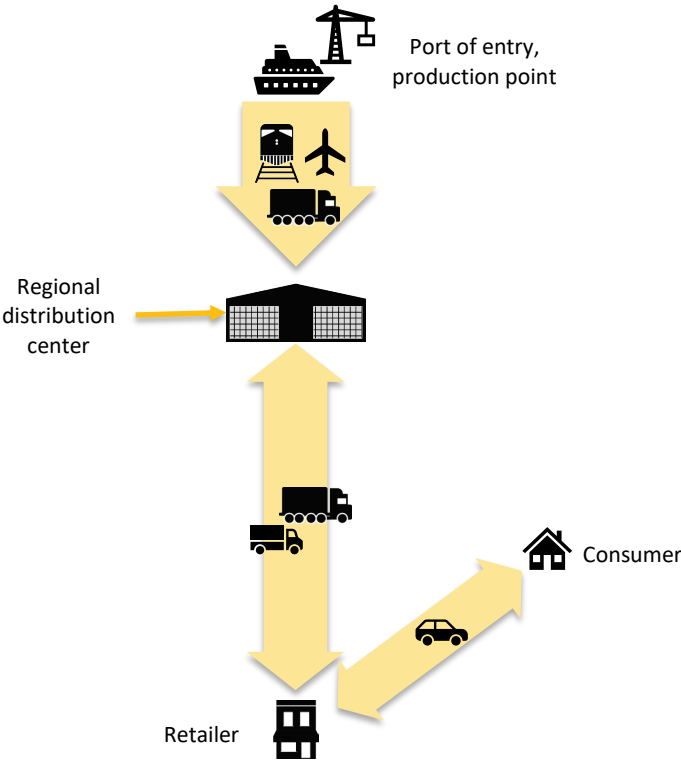 Port of entry,
production point
Regional
distribution
center
Consumer
Retailer